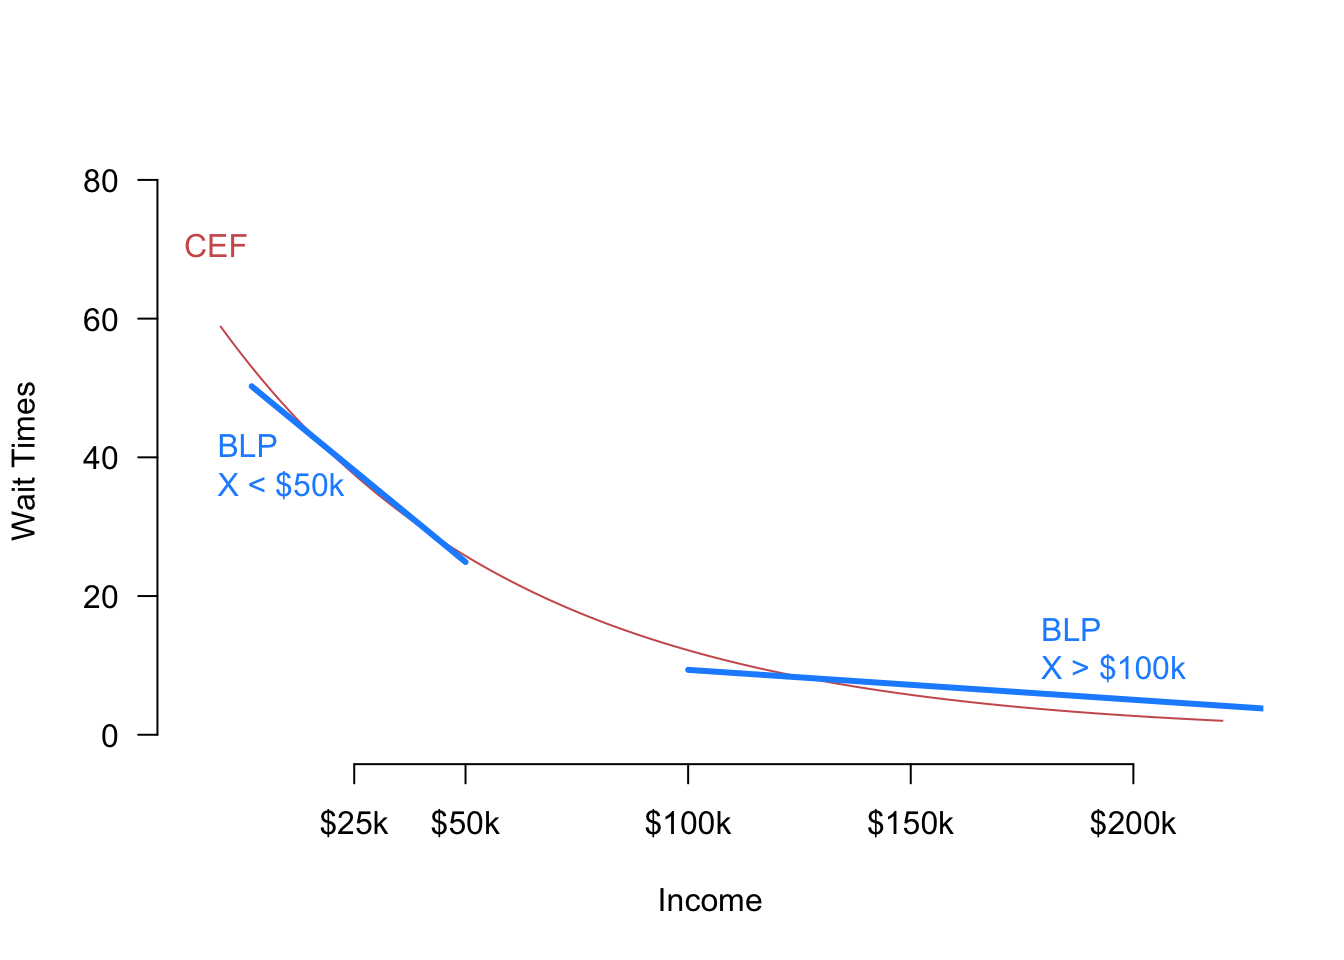 80
CEF
60
Wait Times
40
BLP
X < $50k
20
BLP
X > $100k
0
$25k $50k $100k $150k $200k
Income